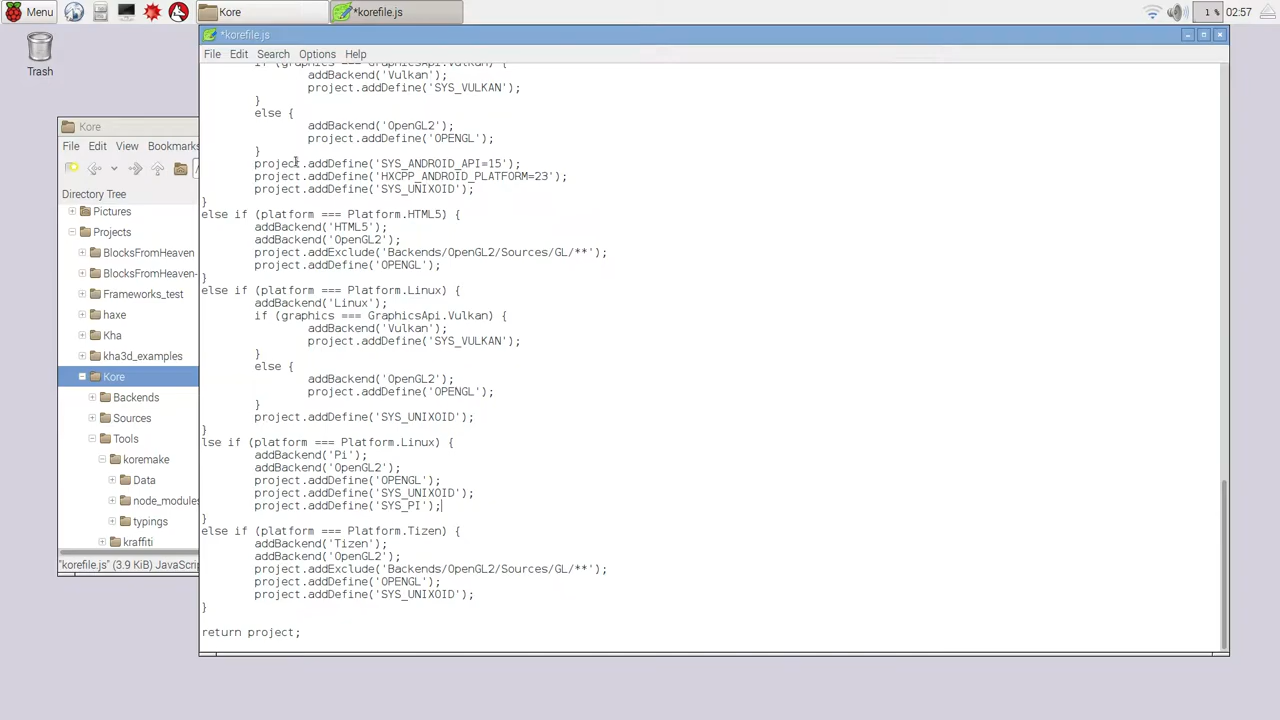 Menu
Kore
*korefile.js
1 %
02:57
Trash
Kore
File Edit View Bookmarks
Directory Tree
Pictures
Projects
BlocksFromHeaven
BlocksFromHeaven-
Frameworks_test
haxe
Kha
kha3d_examples
Kore
Backends
Sources
Tools
koremake
Data
node_modules
typings
kraffiti
"korefile.js" (3.9 KiB) JavaScri
*korefile.js
File Edit Search Options Help
if (graphics === GraphicsApi.Vulkan) {
addBackend('Vulkan');
project.addDefine('SYS_VULKAN');
}
else {
addBackend('OpenGL2');
project.addDefine('OPENGL');
}
project.addDefine('SYS_ANDROID_API=15');
project.addDefine('HXCPP_ANDROID_PLATFORM=23');
project.addDefine('SYS_UNIXOID');
}
else if (platform === Platform.HTML5) {
addBackend('HTML5');
addBackend('OpenGL2');
project.addExclude('Backends/OpenGL2/Sources/GL/**');
project.addDefine('OPENGL');
}
else if (platform === Platform.Linux) {
addBackend('Linux');
if (graphics === GraphicsApi.Vulkan) {
addBackend('Vulkan');
project.addDefine('SYS_VULKAN');
}
else {
addBackend('OpenGL2');
project.addDefine('OPENGL');
}
project.addDefine('SYS_UNIXOID');
}
lse if (platform === Platform.Linux) {
addBackend('Pi');
addBackend('OpenGL2');
project.addDefine('OPENGL');
project.addDefine('SYS_UNIXOID');
project.addDefine('SYS_PI');
}
else if (platform === Platform.Tizen) {
addBackend('Tizen');
addBackend('OpenGL2');
project.addExclude('Backends/OpenGL2/Sources/GL/**');
project.addDefine('OPENGL');
project.addDefine('SYS_UNIXOID');
}
return project;